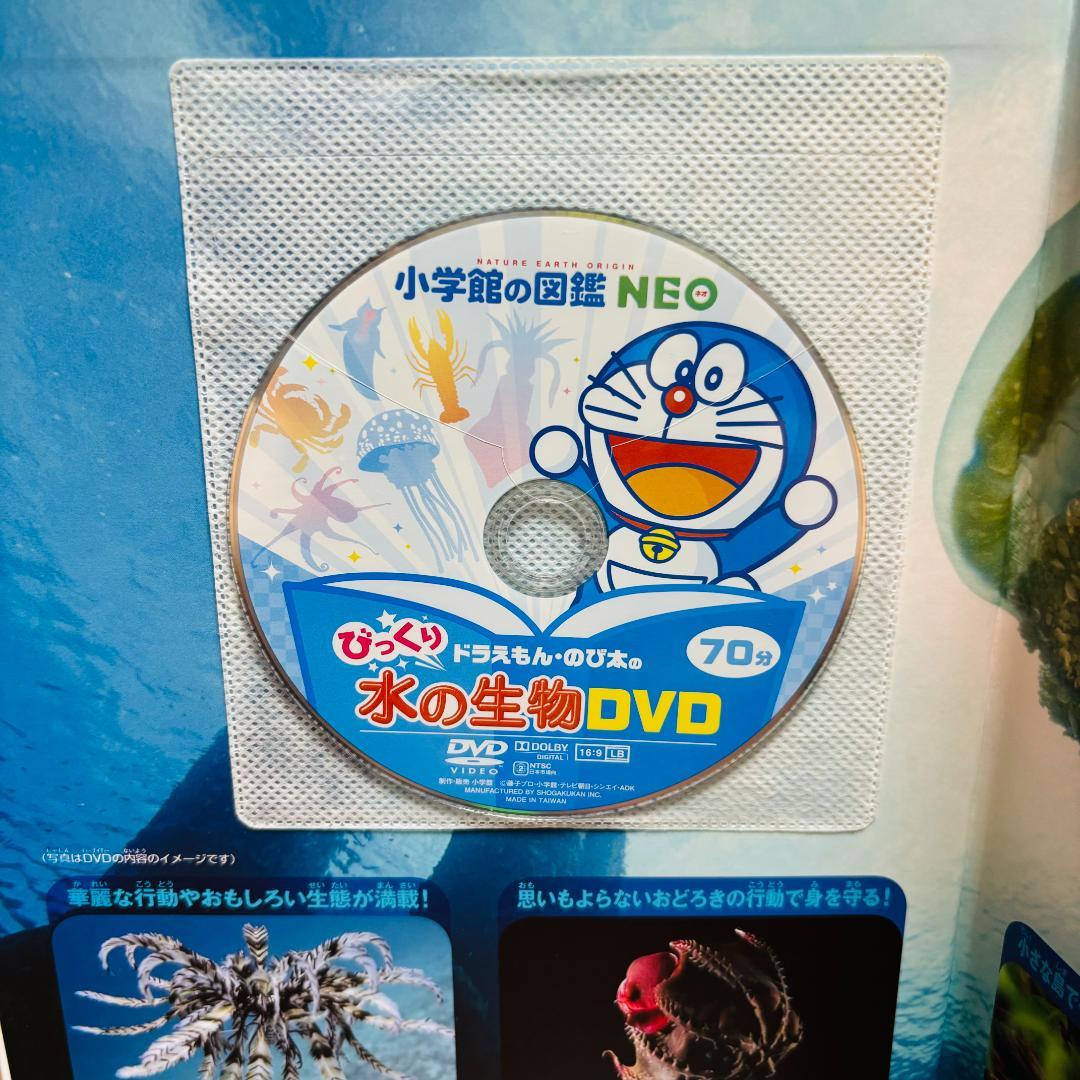 NATURE EARTH ORIGIN
小学館の図鑑 NEO
ネオ
びっくり
ドラえもん・のび太の
70分
水の生物DVD
DVD VIDEO
DOLBY DIGITAL
16:9 LB
2 NTSC 日本市場向
制作・販売 小学館 ©藤子プロ・小学館・テレビ朝日・シンエイ・ADK
MANUFACTURED BY SHOGAKUKAN INC.
MADE IN TAIWAN
(写真はDVDの内容のイメージです)
華麗な行動やおもしろい生態が満載!
思いもよらないおどろきの行動で身を守る!
小さな島で